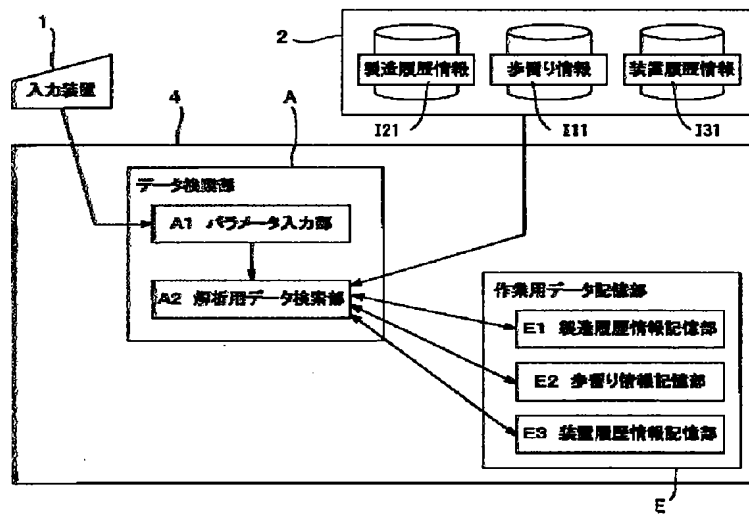 1
入力装置
2
製造履歴情報
歩留り情報
装置履歴情報
I21
I11
I31
4
A
データ検索部
A1 パラメータ入力部
A2 解析用データ検索部
作業用データ記憶部
E1 製造履歴情報記憶部
E2 歩留り情報記憶部
E3 装置履歴情報記憶部
E